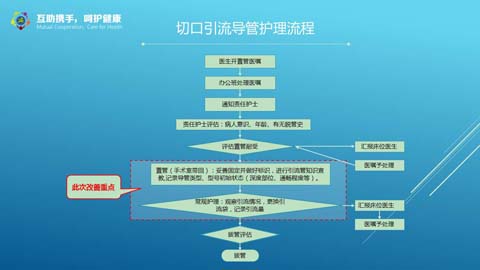 互助携手，呵护健康
Mutual Cooperation, Care for Health
切口引流导管护理流程
医生开置管医嘱
办公班处理医嘱
通知责任护士
责任护士评估：病人意识、年龄、有无脱管史
评估置管耐受
汇报床位医生
医嘱予处理
置管（手术室带回）：妥善固定并做好标识，进行引流管知识宣
教,记录导管类型、型号初始状态（深度部位、通畅程度等）。
此次改善重点
常规护理：观察引流情况，更换引
流袋，记录引流量
汇报床位医生
医嘱予处理
拔管评估
拔管